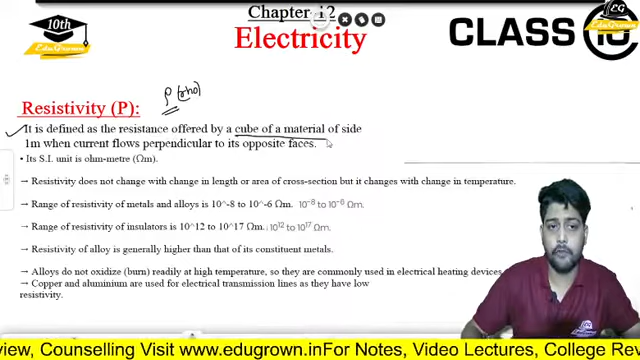 10th
EduGrown
Chapter 12
Electricity
EG
EduGrown
CLASS 10
ρ (rho)
Resistivity (P):
It is defined as the resistance offered by a cube of a material of side
1m when current flows perpendicular to its opposite faces.
• Its S.I. unit is ohm-metre (Ωm).
→ Resistivity does not change with change in length or area of cross-section but it changes with change in temperature.
→ Range of resistivity of metals and alloys is 10^-8 to 10^-6 Ωm. 10⁻⁸ to 10⁻⁶ Ωm.
→ Range of resistivity of insulators is 10^12 to 10^17 Ωm. 10¹² to 10¹⁷ Ωm.
→ Resistivity of alloy is generally higher than that of its constituent metals.
→ Alloys do not oxidize (burn) readily at high temperature, so they are commonly used in electrical heating devices.
→ Copper and aluminium are used for electrical transmission lines as they have low
resistivity.
view, Counselling Visit www.edugrown.inFor Notes, Video Lectures, College Rev